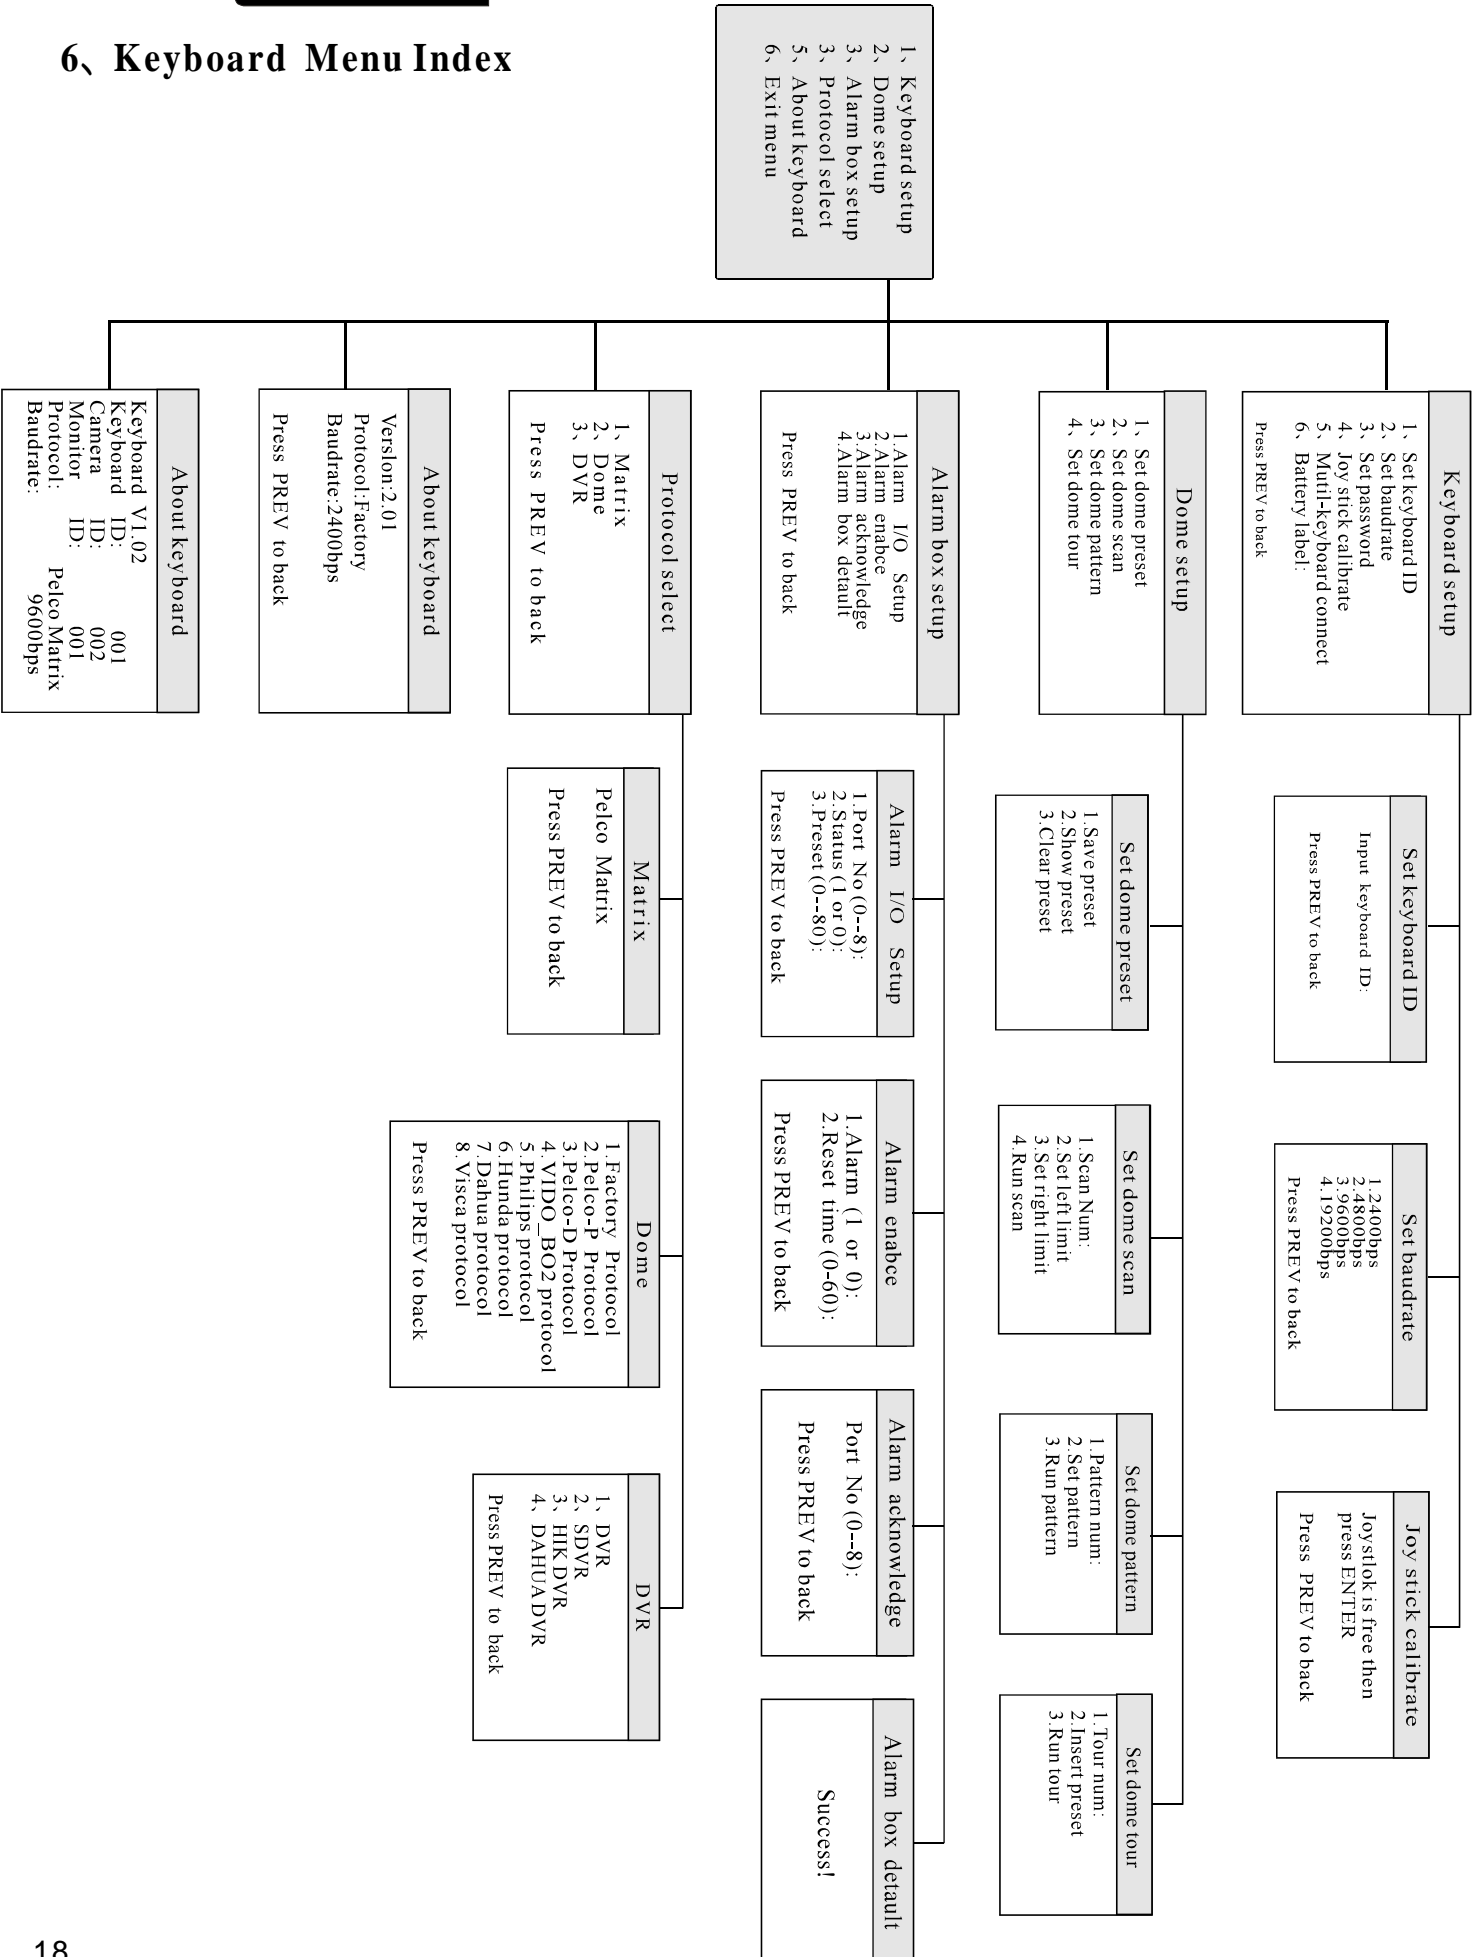 6、Keyboard Menu Index
1、Keyboard setup
2、Dome setup
3、Alarm box setup
3、Protocol select
5、About keyboard
6、Exit menu
Keyboard setup
1、Set keyboard ID
2、Set baudrate
3、Set password
4、Joy stick calibrate
5、Mutil-keyboard connect
6、Battery label:
Press PREV to back
Set keyboard ID
Input keyboard ID:
Press PREV to back
Set baudrate
1.2400bps
2.4800bps
3.9600bps
4.19200bps
Press PREV to back
Joy stick calibrate
Joystlok is free then
press ENTER
Press PREV to back
Dome setup
1、Set dome preset
2、Set dome scan
3、Set dome pattern
4、Set dome tour
Set dome preset
1.Save preset
2.Show preset
3.Clear preset
Set dome scan
1.Scan Num:
2.Set left limit
3.Set right limit
4.Run scan
Set dome pattern
1.Pattern num:
2.Set pattern
3.Run pattern
Set dome tour
1.Tour num:
2.Insert preset
3.Run tour
Alarm box setup
1.Alarm I/O Setup
2.Alarm enabce
3.Alarm acknowledge
4.Alarm box detault
Press PREV to back
Alarm I/O Setup
1.Port No(0--8):
2.Status(1 or 0):
3.Preset(0--80):
Press PREV to back
Alarm enabce
1.Alarm (1 or 0):
2.Reset time(0-60):
Press PREV to back
Alarm acknowledge
Port No(0--8):
Press PREV to back
Alarm box detault
Success!
Protocol select
1、Matrix
2、Dome
3、DVR
Press PREV to back
Matrix
Pelco Matrix
Press PREV to back
Dome
1.Factory Protocol
2.Pelco-P Protocol
3.Pelco-D Protocol
4.VIDO_BO2 protocol
5.Philips protocol
6.Hunda protocol
7.Dahua protocol
8.Visca protocol
Press PREV to back
DVR
1、DVR
2、SDVR
3、HIK DVR
4、DAHUA DVR
Press PREV to back
About keyboard
Verslon:2.01
Protocol:Factory
Baudrate:2400bps
Press PREV to back
About keyboard
Keyboard V1.02
Keyboard ID: 001
Camera ID: 002
Monitor ID: 001
Protocol: Pelco Matrix
Baudrate: 9600bps
18